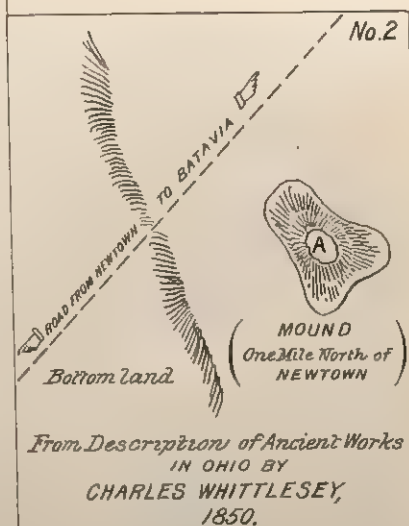 No. 2
ROAD FROM NEWTOWN TO BATAVIA
A
MOUND
One Mile North of
NEWTOWN
Bottom land
From Description of Ancient Works
IN OHIO BY
CHARLES WHITTLESEY,
1850.